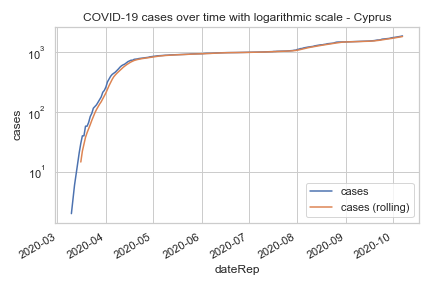 COVID-19 cases over time with logarithmic scale - Cyprus
10³
10²
10¹
cases
cases
cases (rolling)
2020-03
2020-04
2020-05
2020-06
2020-07
2020-08
2020-09
2020-10
dateRep